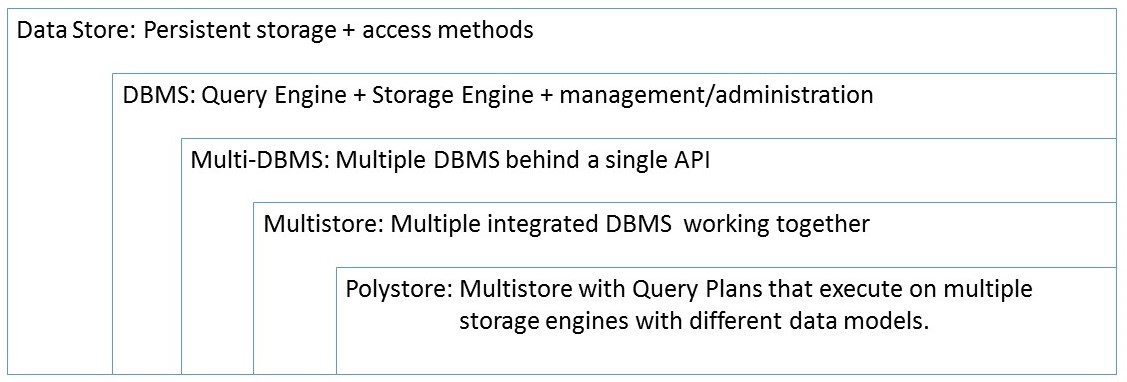 Data Store: Persistent storage + access methods
DBMS: Query Engine + Storage Engine + management/administration
Multi-DBMS: Multiple DBMS behind a single API
Multistore: Multiple integrated DBMS working together
Polystore: Multistore with Query Plans that execute on multiple
storage engines with different data models.